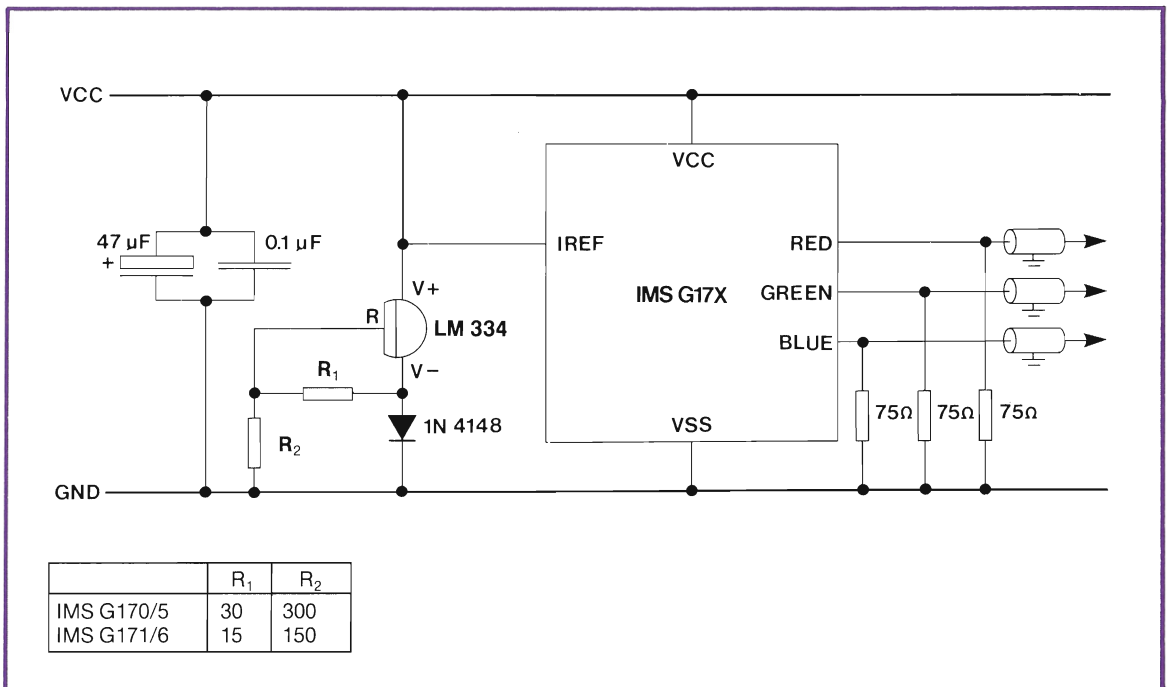 VCC
VCC
47 µF
+
0.1 µF
IREF
RED
IMS G17X
GREEN
BLUE
V+
R
LM 334
V−
R₁
1N 4148
R₂
75Ω
75Ω
75Ω
VSS
GND
R₁ R₂
IMS G170/5 30 300
IMS G171/6 15 150